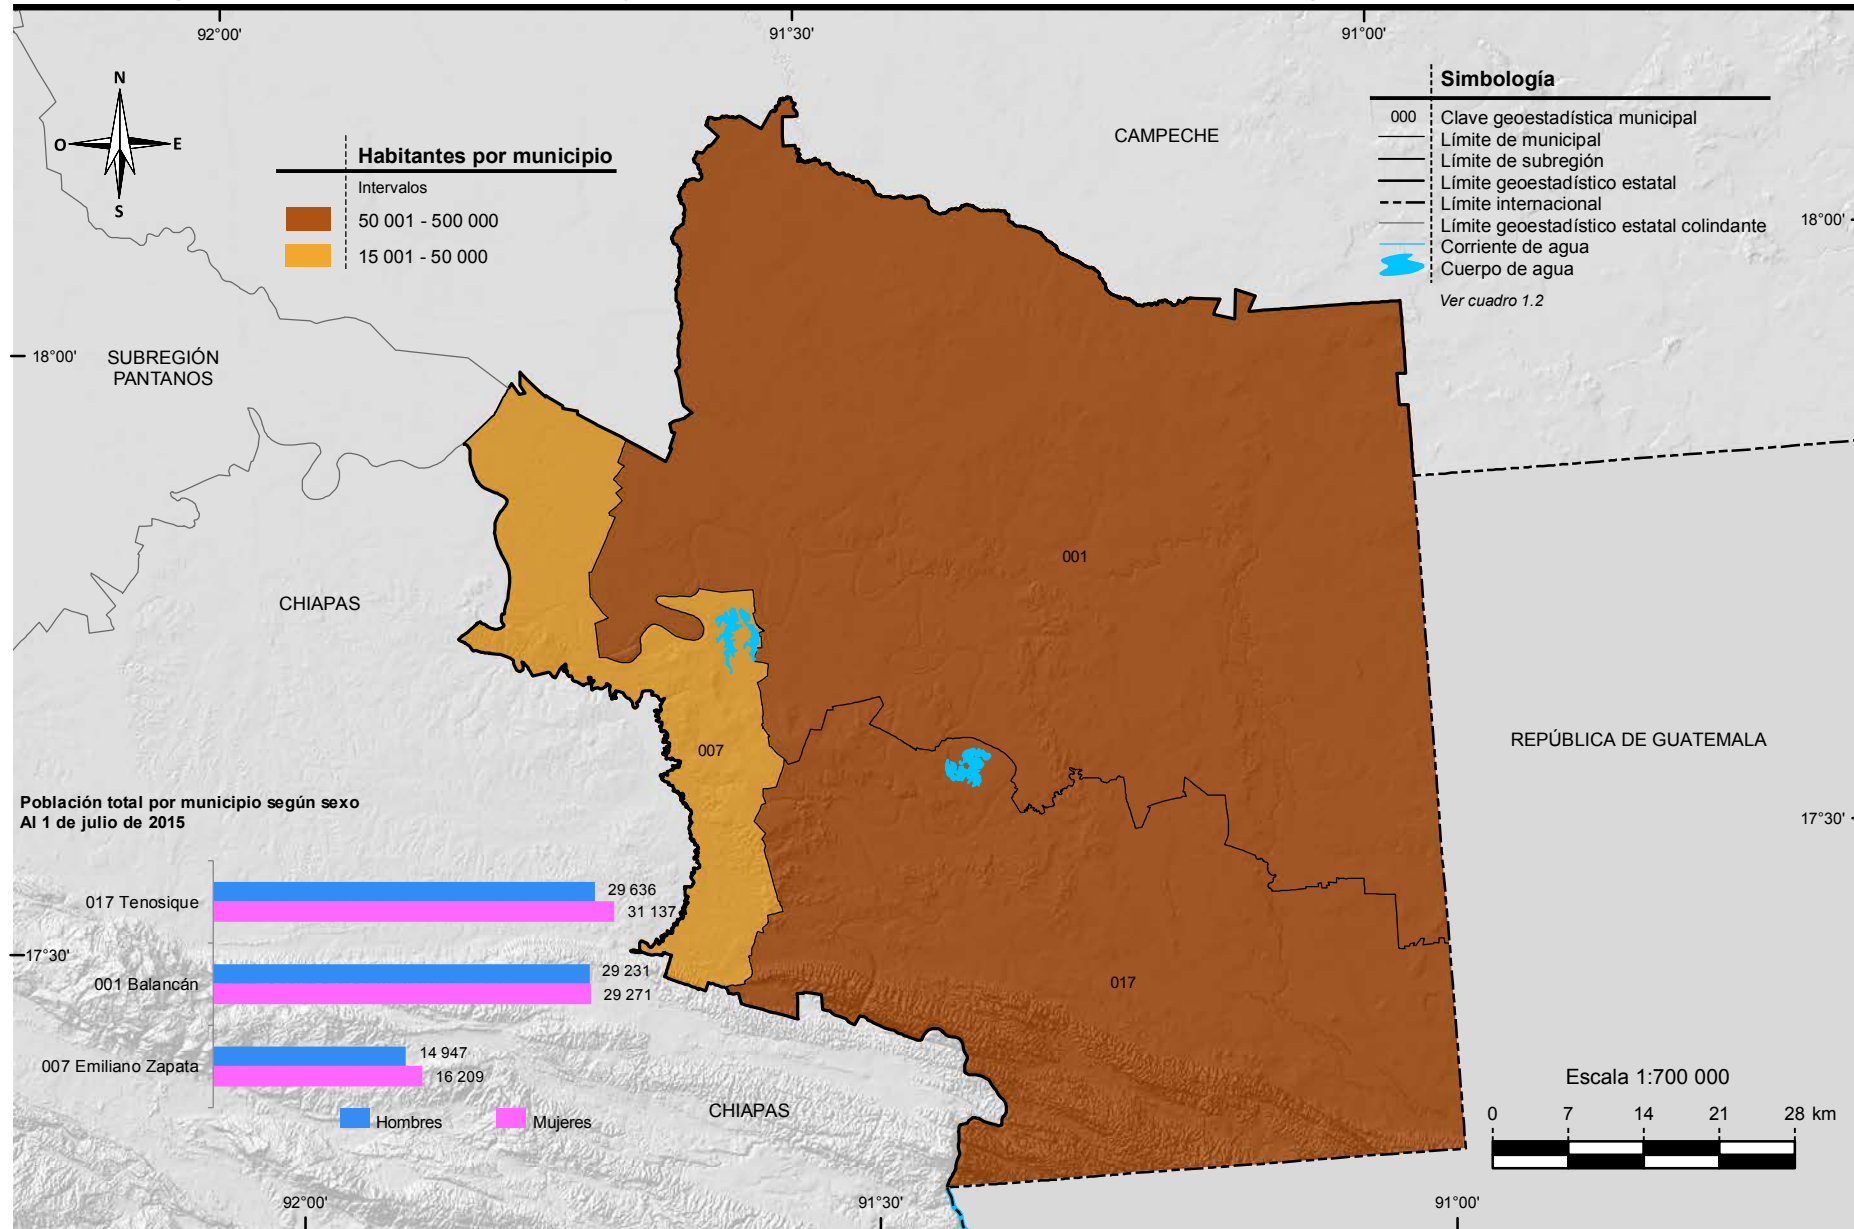 92°00'
91°30'
91°00'
N
O
E
S
Habitantes por municipio
Intervalos
50 001 - 500 000
15 001 - 50 000
CAMPECHE
Simbología
000 Clave geoestadística municipal
Límite de municipal
Límite de subregión
Límite geoestadístico estatal
Límite internacional
Límite geoestadístico estatal colindante
Corriente de agua
Cuerpo de agua
Ver cuadro 1.2
18°00'
18°00'
SUBREGIÓN
PANTANOS
CHIAPAS
001
007
REPÚBLICA DE GUATEMALA
17°30'
Población total por municipio según sexo
Al 1 de julio de 2015
017 Tenosique
29 636
31 137
17°30'
001 Balancán
29 231
29 271
007 Emiliano Zapata
14 947
16 209
Hombres
Mujeres
017
CHIAPAS
Escala 1:700 000
0 7 14 21 28 km
92°00'
91°30'
91°00'